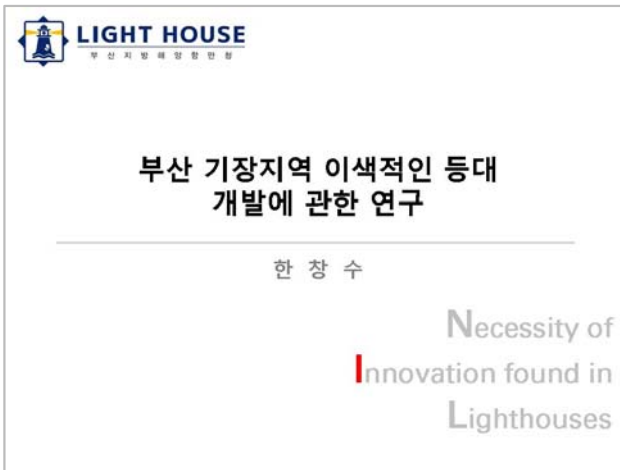 LIGHT HOUSE
부산지방해양항만청
부산 기장지역 이색적인 등대
개발에 관한 연구
한 창 수
Necessity of
Innovation found in
Lighthouses